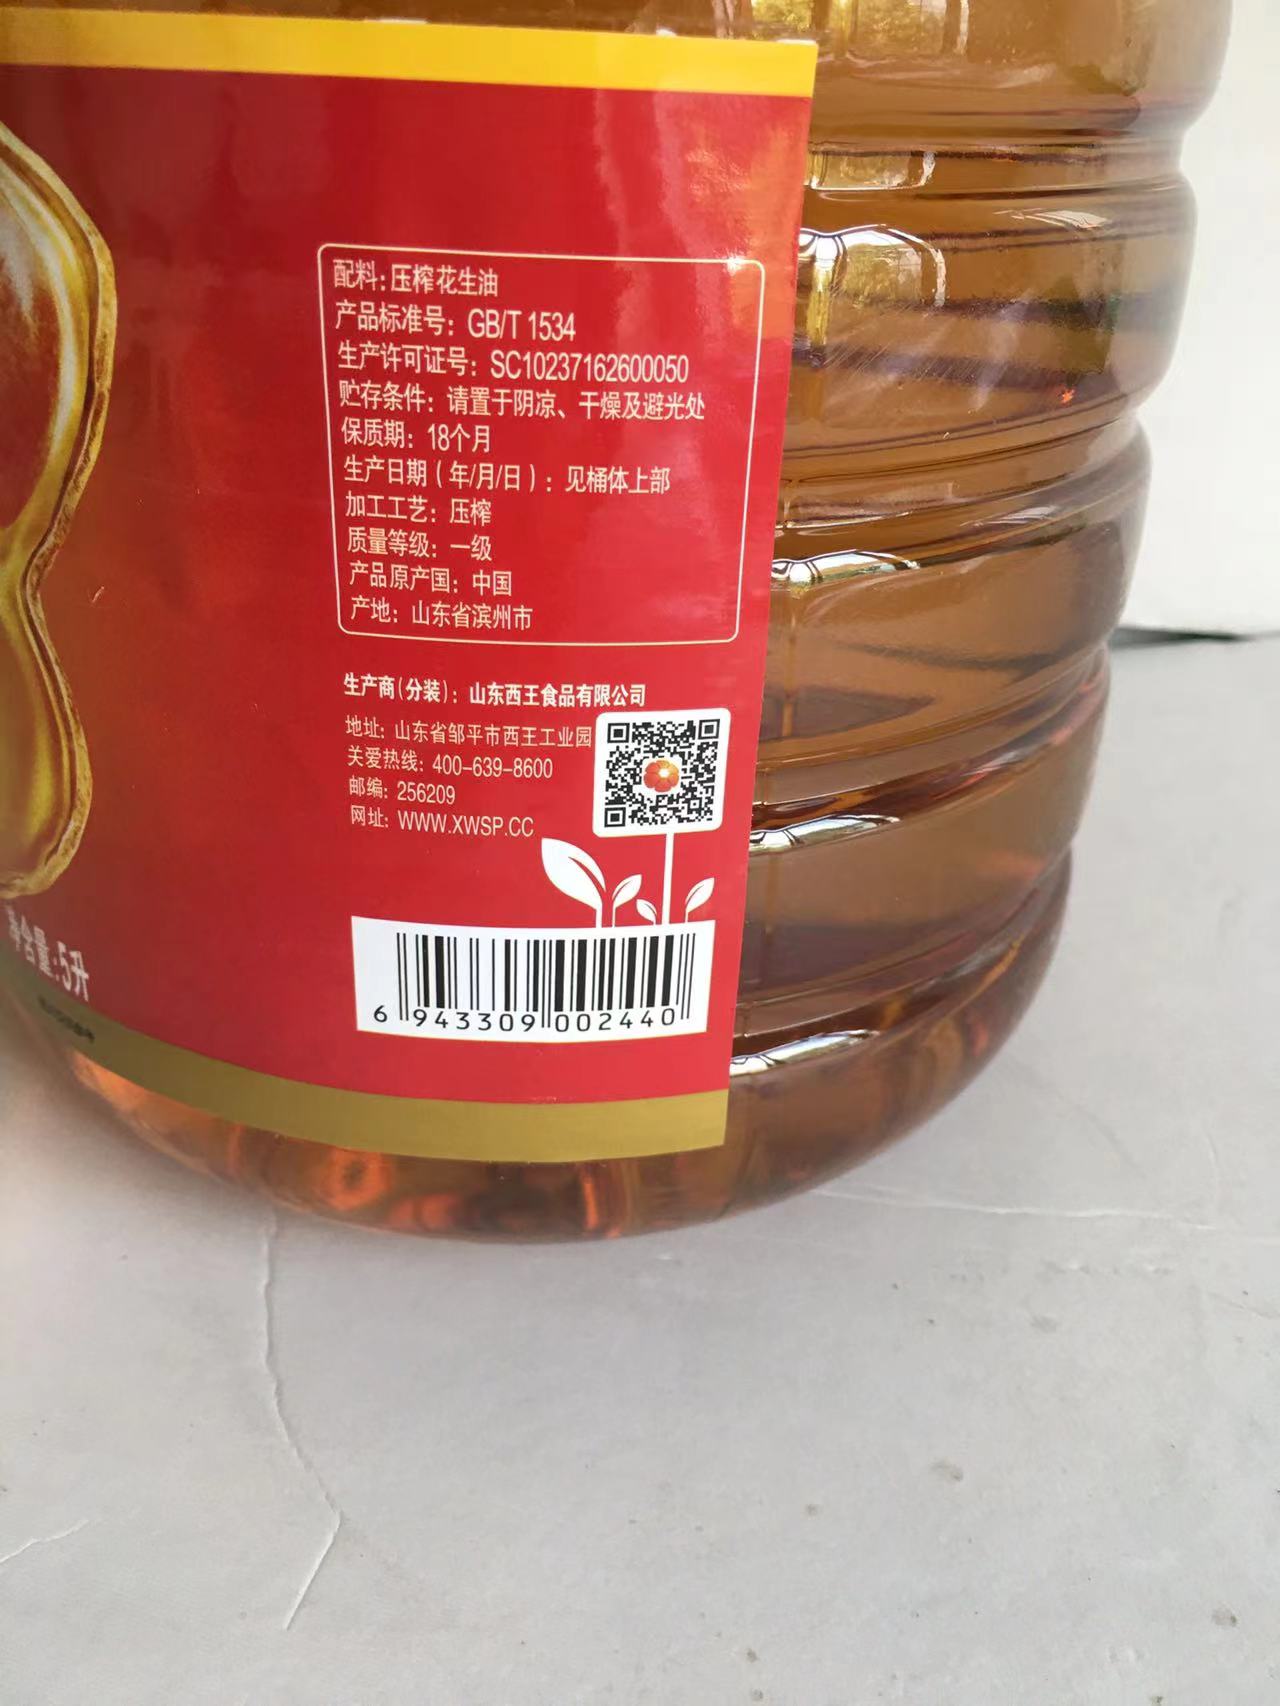 配料:压榨花生油
产品标准号:GB/T 1534
生产许可证号:SC10237162600050
贮存条件:请置于阴凉、干燥及避光处
保质期:18个月
生产日期(年/月/日):见桶体上部
加工工艺:压榨
质量等级:一级
产品原产国:中国
产地:山东省滨州市
生产商(分装):山东西王食品有限公司
地址:山东省邹平市西王工业园
关爱热线:400-639-8600
邮编:256209
网址:WWW.XWSP.CC
含量:5升
6 943309 002440